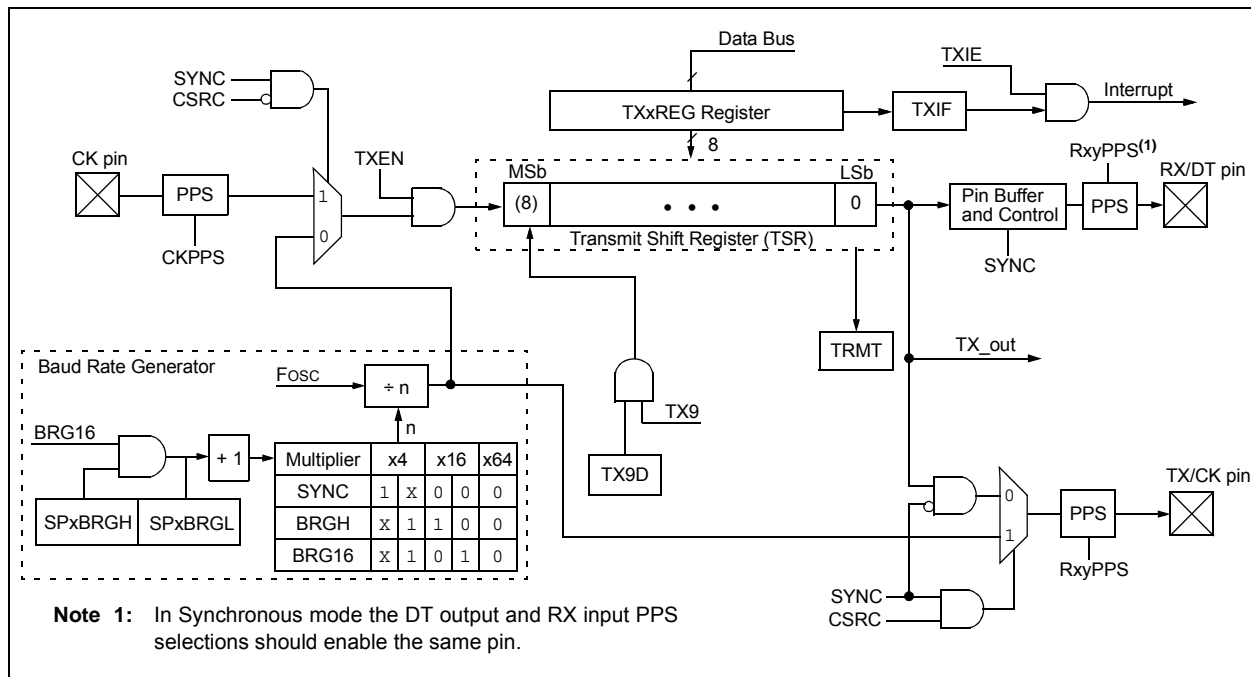 Data Bus
TXIE
SYNC
CSRC
Interrupt
TXxREG Register
TXIF
8
CK pin
TXEN
RxyPPS(1)
RX/DT pin
MSb
LSb
PPS
1
(8)
• • •
0
Pin Buffer
and Control
PPS
0
Transmit Shift Register (TSR)
CKPPS
SYNC
TRMT
TX_out
Baud Rate Generator
FOSC
÷ n
TX9
n
BRG16
+ 1
Multiplier x4 x16 x64
TX9D
SYNC 1 X 0 0 0
TX/CK pin
0
SPxBRGH SPxBRGL
BRGH X 1 1 0 0
PPS
1
BRG16 X 1 0 1 0
RxyPPS
SYNC
CSRC
Note 1: In Synchronous mode the DT output and RX input PPS
selections should enable the same pin.